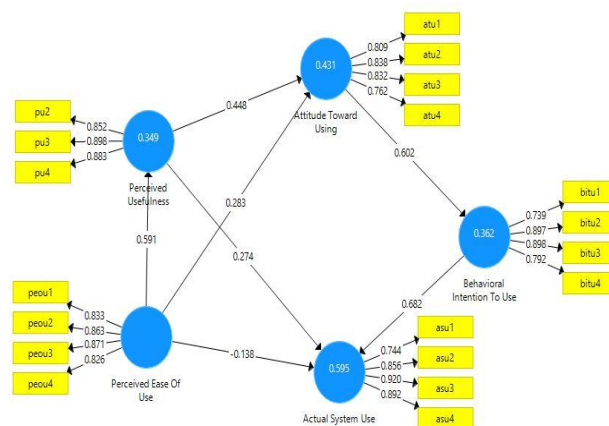 atu1
0.809
0.431
0.838
atu2
0.832
atu3
0.762
atu4
Attitude Toward
Using
0.448
pu2
0.852
pu3
0.898
0.349
pu4
0.883
Perceived
Usefulness
0.602
0.283
0.591
0.274
bitu1
0.739
bitu2
0.897
0.362
0.898
bitu3
0.792
bitu4
Behavioral
Intention To Use
0.682
peou1
0.833
peou2
0.863
peou3
0.871
peou4
0.826
Perceived Ease Of
Use
-0.138
asu1
0.744
asu2
0.856
0.595
0.920
asu3
0.892
asu4
Actual System Use